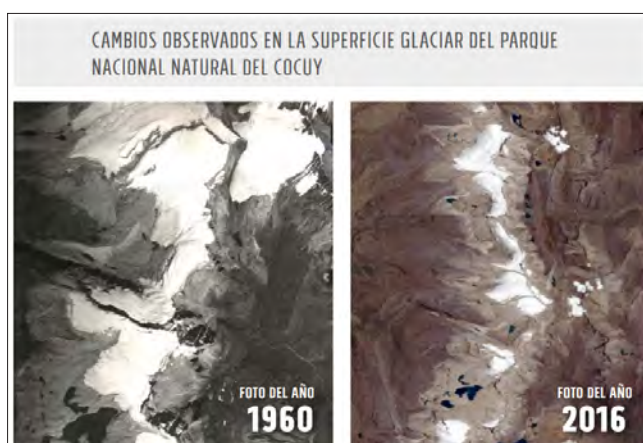 CAMBIOS OBSERVADOS EN LA SUPERFICIE GLACIAR DEL PARQUE
NACIONAL NATURAL DEL COCUY
FOTO DEL AÑO
1960
FOTO DEL AÑO
2016